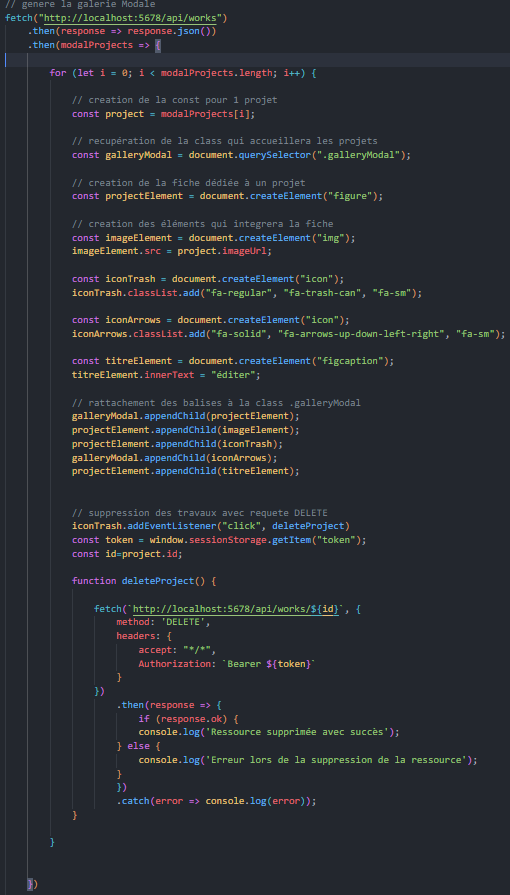 // genere la galerie Modale
fetch("http://localhost:5678/api/works")
    .then(response => response.json())
    .then(modalProjects => {

        for (let i = 0; i < modalProjects.length; i++) {

            // creation de la const pour 1 projet
            const project = modalProjects[i];

            // recupération de la class qui accueillera les projets
            const galleryModal = document.querySelector(".galleryModal");

            // creation de la fiche dédiée à un projet
            const projectElement = document.createElement("figure");

            // creation des éléments qui integrera la fiche
            const imageElement = document.createElement("img");
            imageElement.src = project.imageUrl;

            const iconTrash = document.createElement("icon");
            iconTrash.classList.add("fa-regular", "fa-trash-can", "fa-sm");

            const iconArrows = document.createElement("icon");
            iconArrows.classList.add("fa-solid", "fa-arrows-up-down-left-right", "fa-sm");

            const titreElement = document.createElement("figcaption");
            titreElement.innerText = "éditer";

            // rattachement des balises à la class .galleryModal
            galleryModal.appendChild(projectElement);
            projectElement.appendChild(imageElement);
            projectElement.appendChild(iconTrash);
            galleryModal.appendChild(iconArrows);
            projectElement.appendChild(titreElement);


            // suppression des travaux avec requete DELETE
            iconTrash.addEventListener("click", deleteProject)
            const token = window.sessionStorage.getItem("token");
            const id=project.id;

            function deleteProject() {

                fetch(`http://localhost:5678/api/works/${id}`, {
                    method: 'DELETE',
                    headers: {
                        accept: "*/*",
                        Authorization: `Bearer ${token}`
                    }
                })
                    .then(response => {
                        if (response.ok) {
                        console.log('Ressource supprimée avec succès');
                    } else {
                        console.log('Erreur lors de la suppression de la ressource');
                    }
                    })
                    .catch(error => console.log(error));
            }

        }


    })